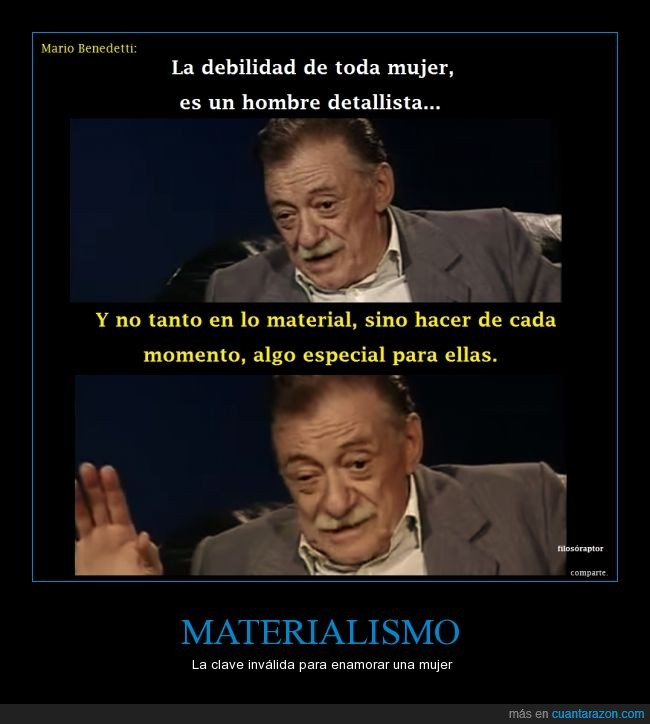 Mario Benedetti:
La debilidad de toda mujer,
es un hombre detallista...
Y no tanto en lo material, sino hacer de cada
momento, algo especial para ellas.
filosóraptor
comparte.
MATERIALISMO
La clave inválida para enamorar una mujer
más en cuantarazon.com